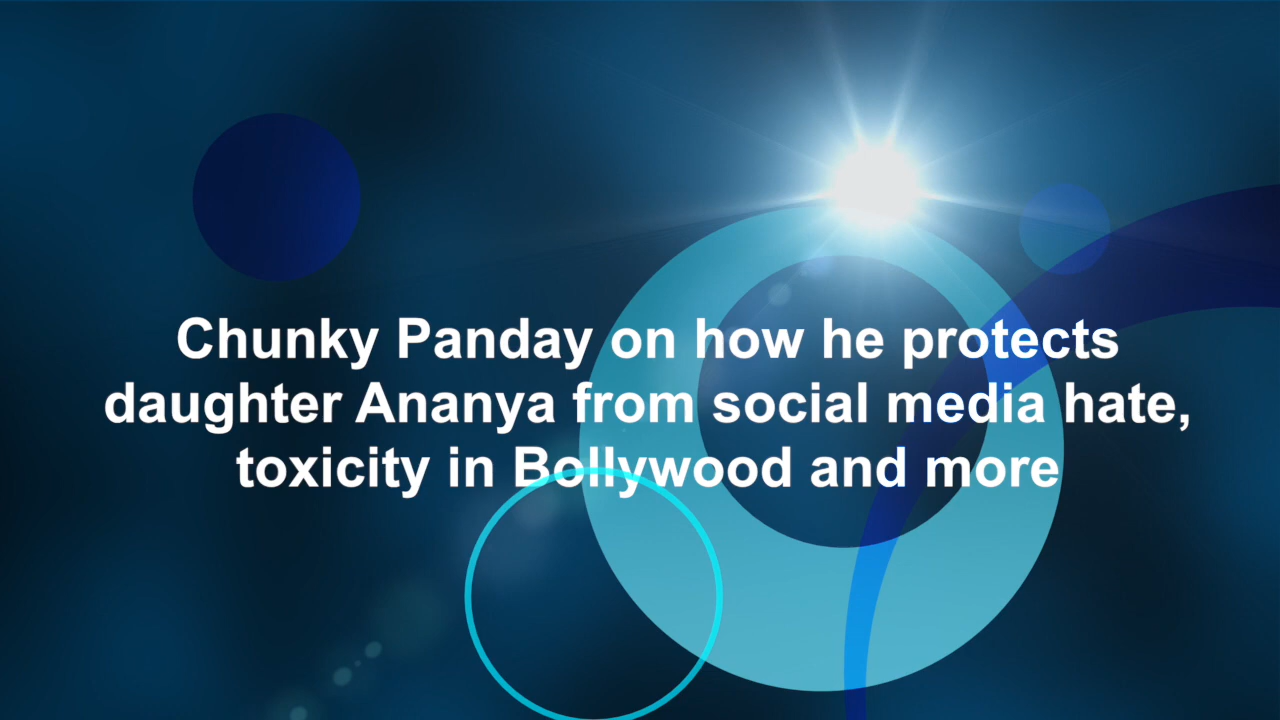 Chunky Panday on how he protects
daughter Ananya from social media hate,
toxicity in Bollywood and more